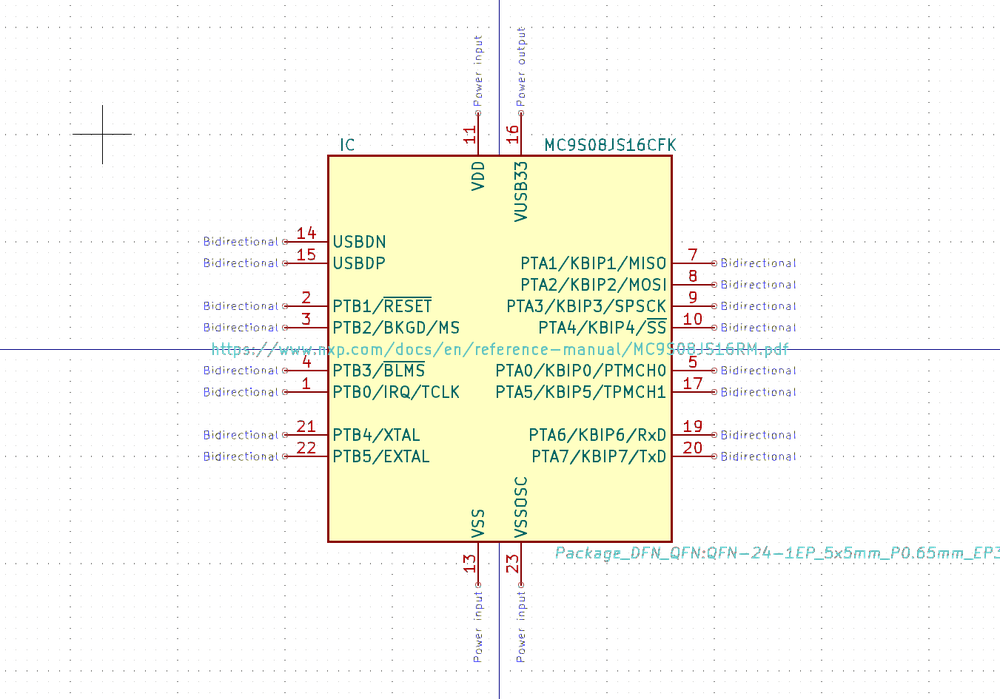 Power input
Power output
11
16
IC
MC9S08JS16CFK
VDD
VUSB33
Bidirectional 14 USBDN
Bidirectional 15 USBDP
PTA1/KBIP1/MISO 7 Bidirectional
PTA2/KBIP2/MOSI 8 Bidirectional
Bidirectional 2 PTB1/RESET
PTA3/KBIP3/SPSCK 9 Bidirectional
Bidirectional 3 PTB2/BKGD/MS
PTA4/KBIP4/SS 10 Bidirectional
https://www.nxp.com/docs/en/reference-manual/MC9S08JS16RM.pdf
Bidirectional 4 PTB3/BLMS
PTA0/KBIP0/PTMCH0 5 Bidirectional
Bidirectional 1 PTB0/IRQ/TCLK
PTA5/KBIP5/TPMCH1 17 Bidirectional
Bidirectional 21 PTB4/XTAL
PTA6/KBIP6/RxD 19 Bidirectional
Bidirectional 22 PTB5/EXTAL
PTA7/KBIP7/TxD 20 Bidirectional
VSS
VSSOSC
Package_DFN_QFN:QFN-24-1EP_5x5mm_P0.65mm_EP3
13
23
Power input
Power input